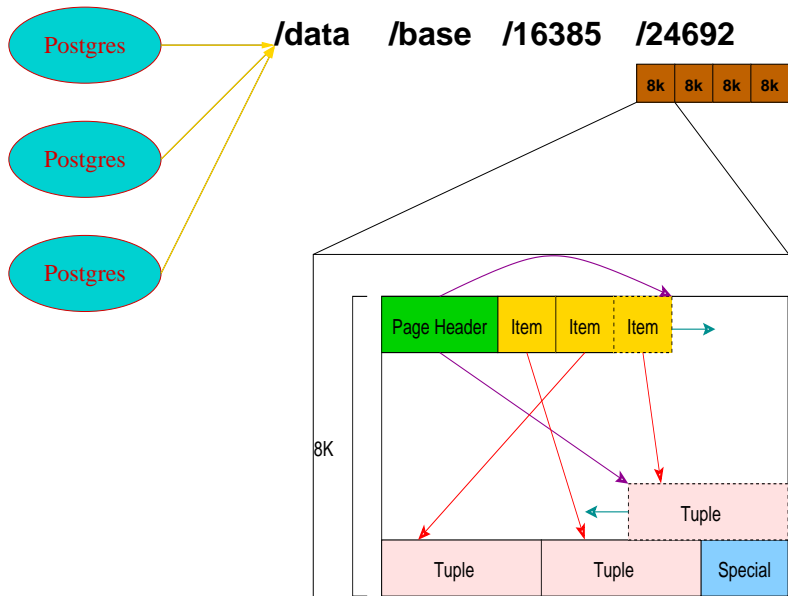 Postgres
/data /base /16385 /24692
8k 8k 8k 8k
Postgres
Postgres
Page Header Item Item Item
8K
Tuple
Tuple Tuple Special